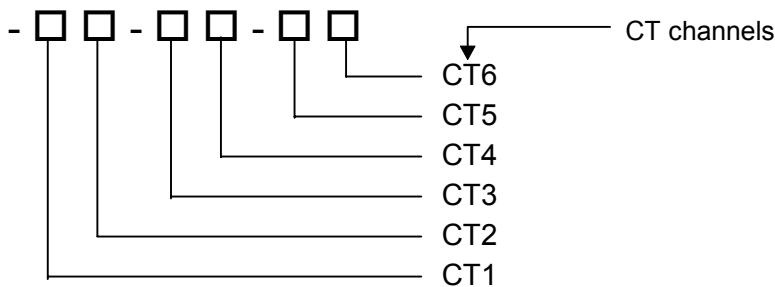 - □ □ - □ □ - □ □
CT channels
CT6
CT5
CT4
CT3
CT2
CT1